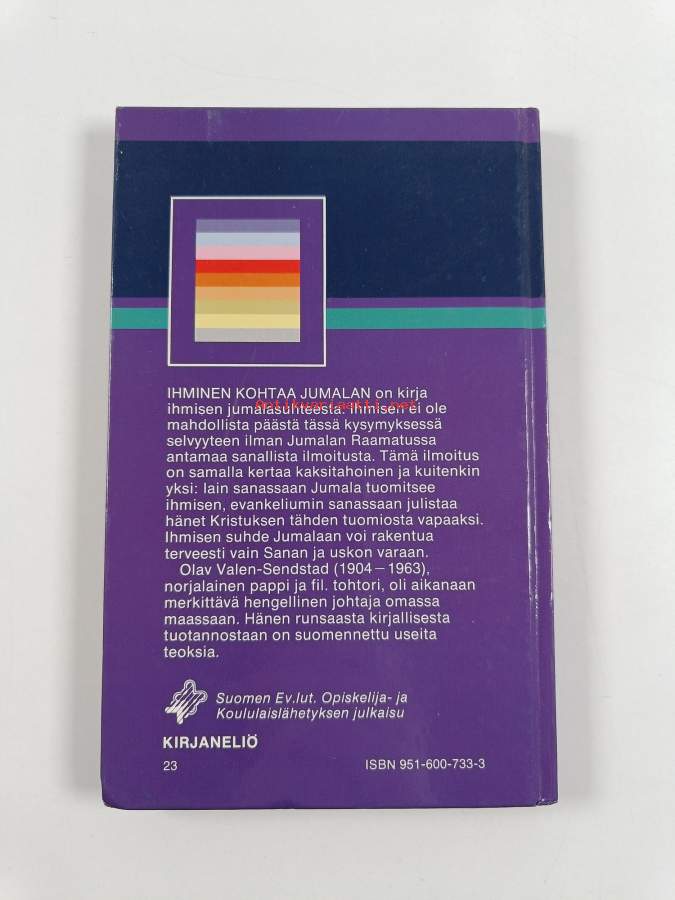 IHMINEN KOHTAA JUMALAN on kirja
ihmisen jumalasuhteesta. Ihmisen ei ole
Antikvariaatti.net
mahdollista päästä tässä kysymyksessä
selvyyteen ilman Jumalan Raamatussa
antamaa sanallista ilmoitusta. Tämä ilmoitus
on samalla kertaa kaksitahoinen ja kuitenkin
yksi: lain sanassaan Jumala tuomitsee
ihmisen, evankeliumin sanassaan julistaa
hänet Kristuksen tähden tuomiosta vapaaksi.
Ihmisen suhde Jumalaan voi rakentua
terveesti vain Sanan ja uskon varaan.
Olav Valen-Sendstad (1904–1963),
norjalainen pappi ja fil. tohtori, oli aikanaan
merkittävä hengellinen johtaja omassa
maassaan. Hänen runsaasta kirjallisesta
tuotannostaan on suomennettu useita
teoksia.
Suomen Ev.lut. Opiskelija- ja
Koululaislähetyksen julkaisu
KIRJANELIÖ
23 ISBN 951-600-733-3